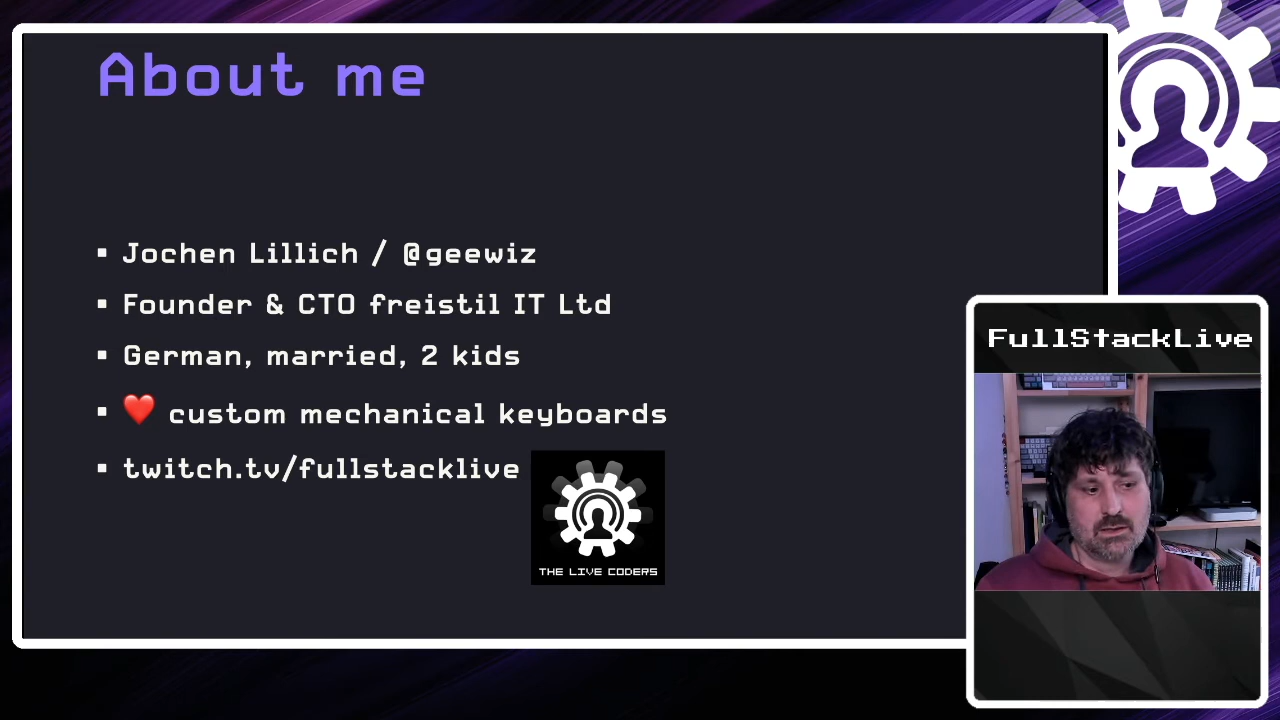 About me
Jochen Lillich / @geewiz
Founder & CTO freistil IT Ltd
German, married, 2 kids
❤️ custom mechanical keyboards
twitch.tv/fullstacklive
THE LIVE CODERS
FullStackLive